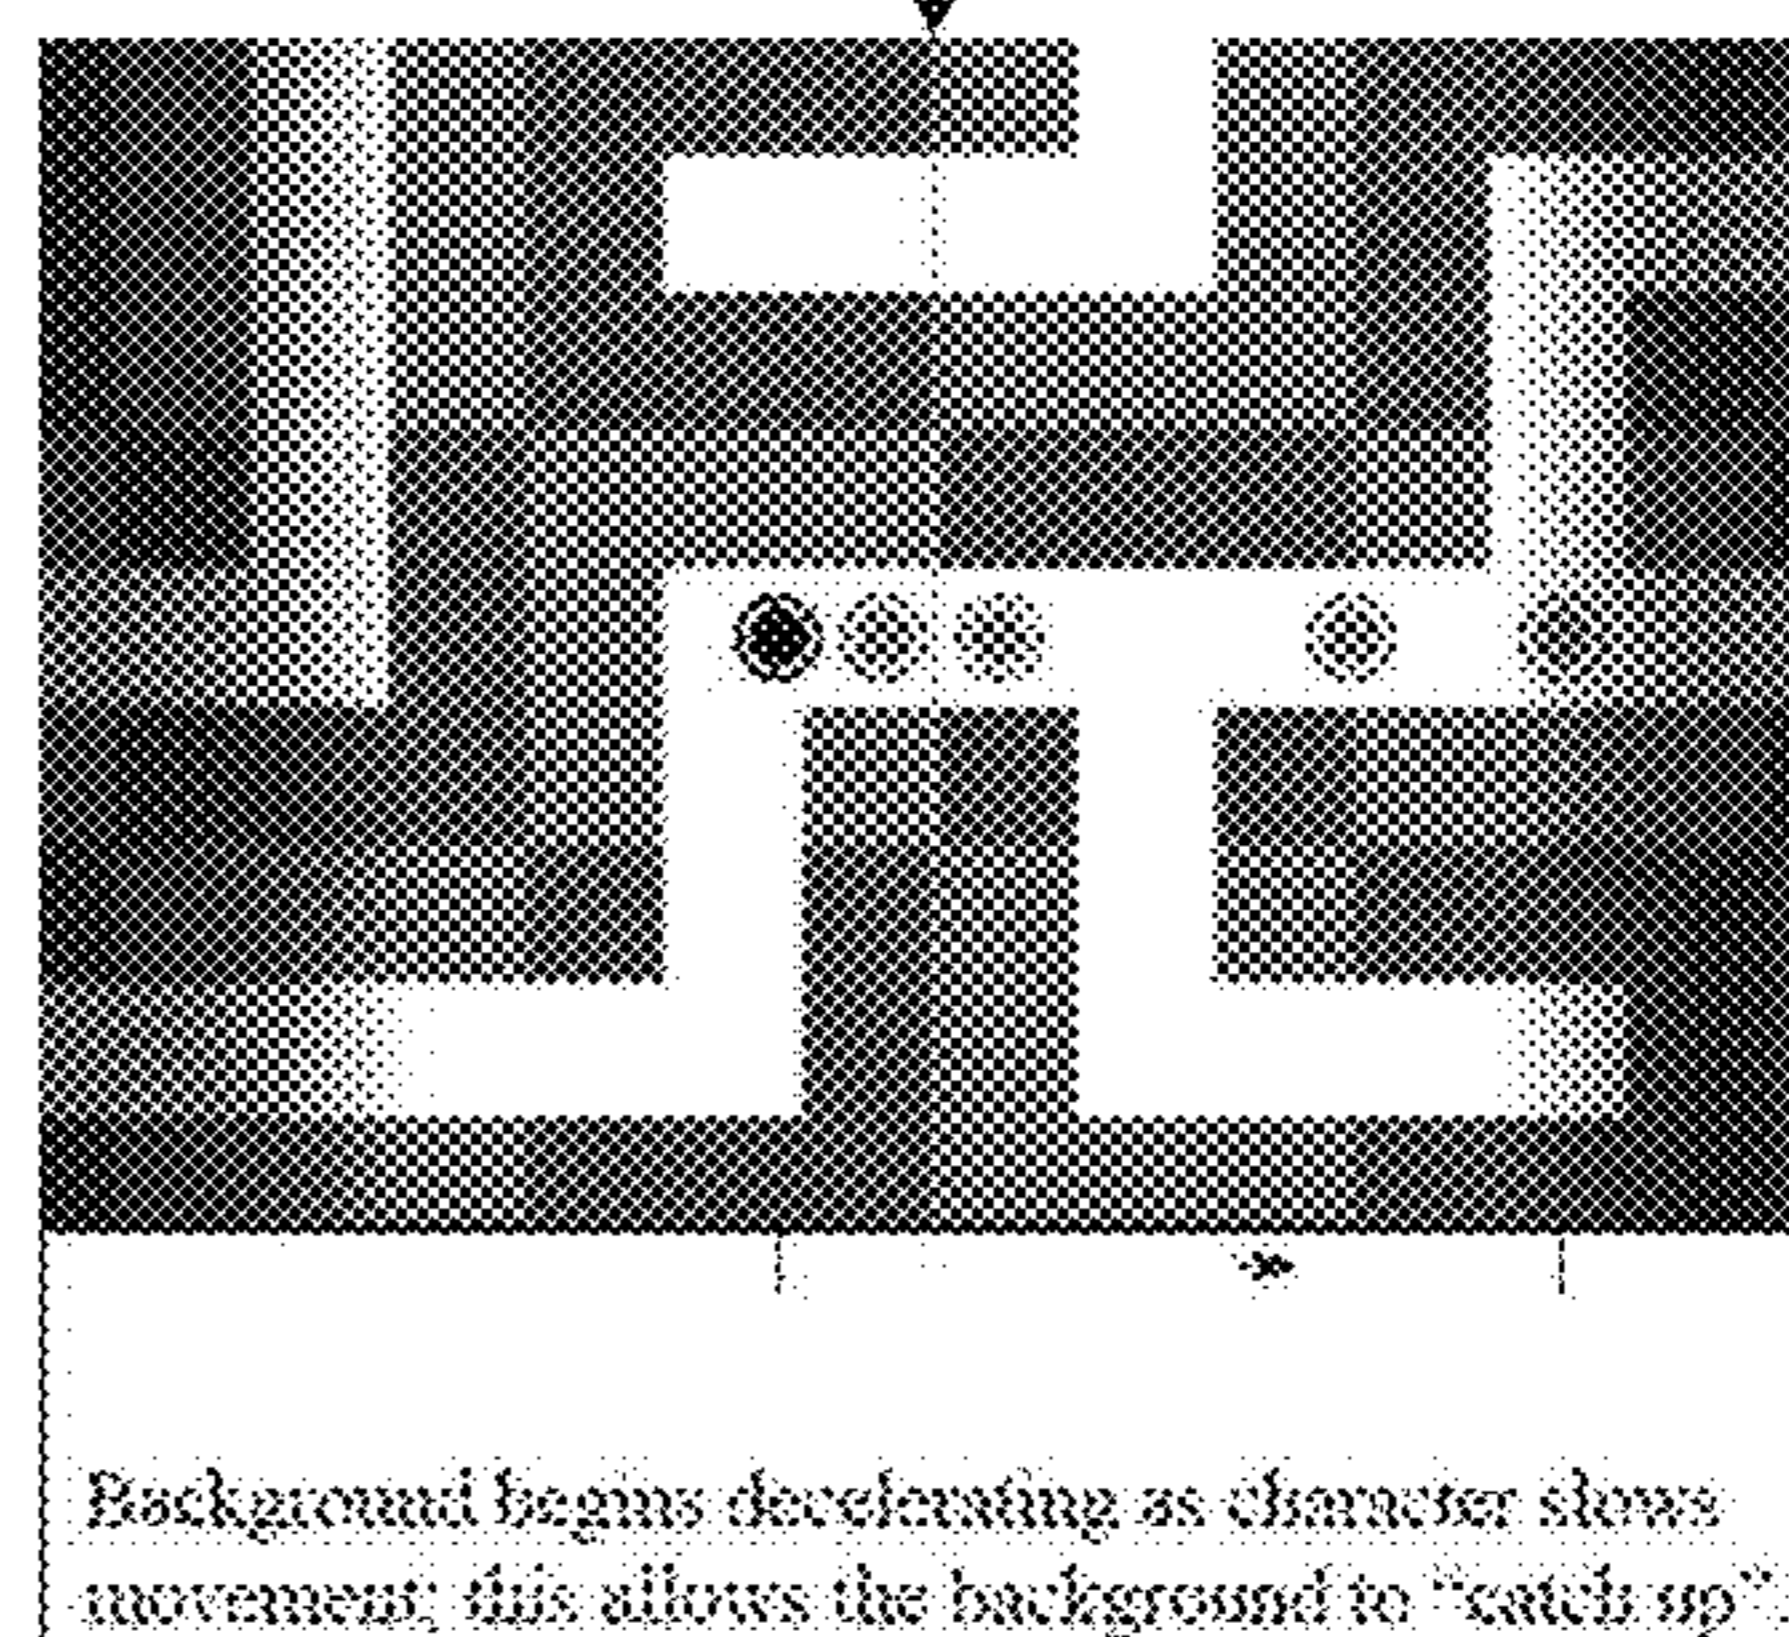 Background begins decelerating as character slows
movement; this allows the background to "catch up"